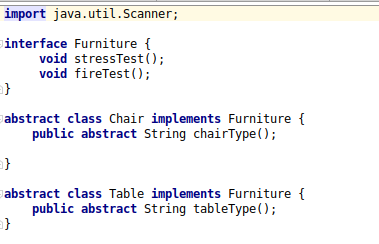 import java.util.Scanner;
interface Furniture {
void stressTest();
void fireTest();
}
abstract class Chair implements Furniture {
public abstract String chairType();
}
abstract class Table implements Furniture {
public abstract String tableType();
}